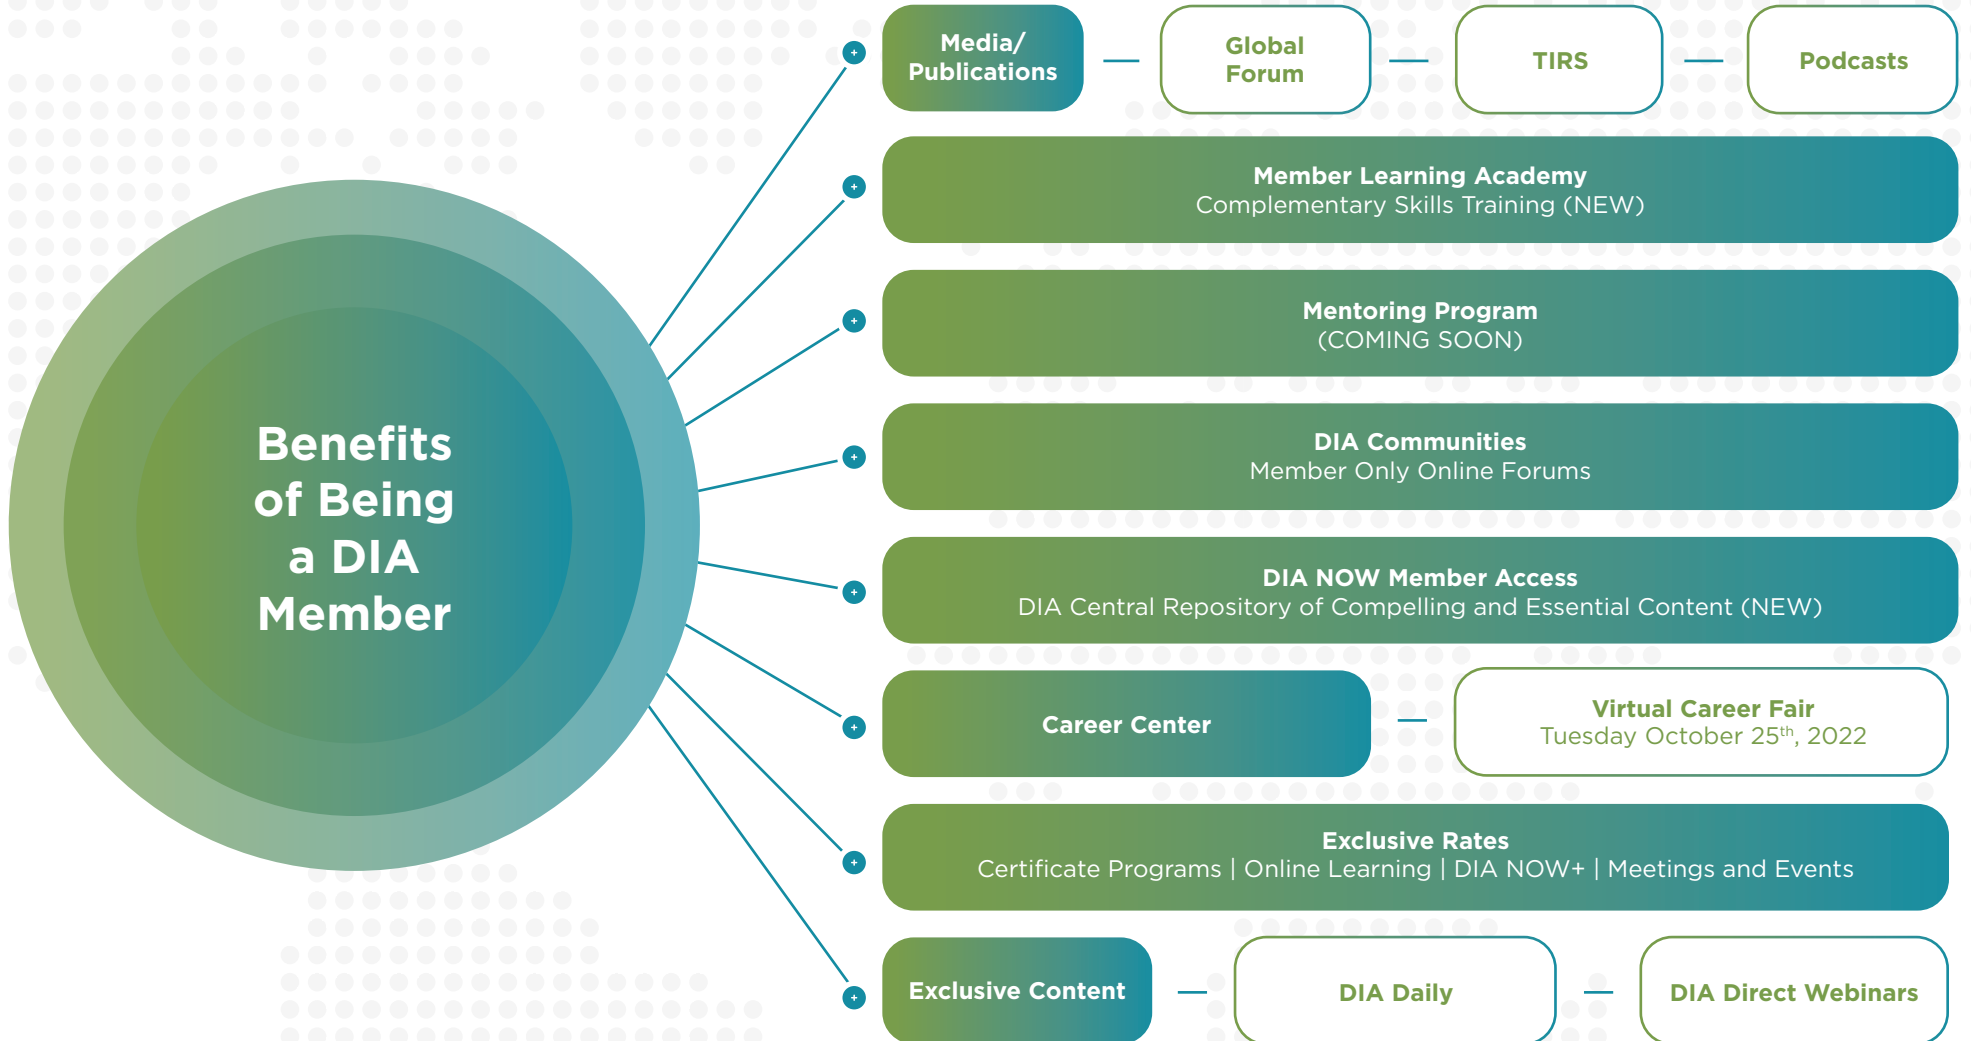 Benefits
of Being
a DIA
Member
Media/
Publications
Global
Forum
TIRS
Podcasts
Member Learning Academy
Complementary Skills Training (NEW)
Mentoring Program
(COMING SOON)
DIA Communities
Member Only Online Forums
DIA NOW Member Access
DIA Central Repository of Compelling and Essential Content (NEW)
Career Center
Virtual Career Fair
Tuesday October 25th, 2022
Exclusive Rates
Certificate Programs | Online Learning | DIA NOW+ | Meetings and Events
Exclusive Content
DIA Daily
DIA Direct Webinars